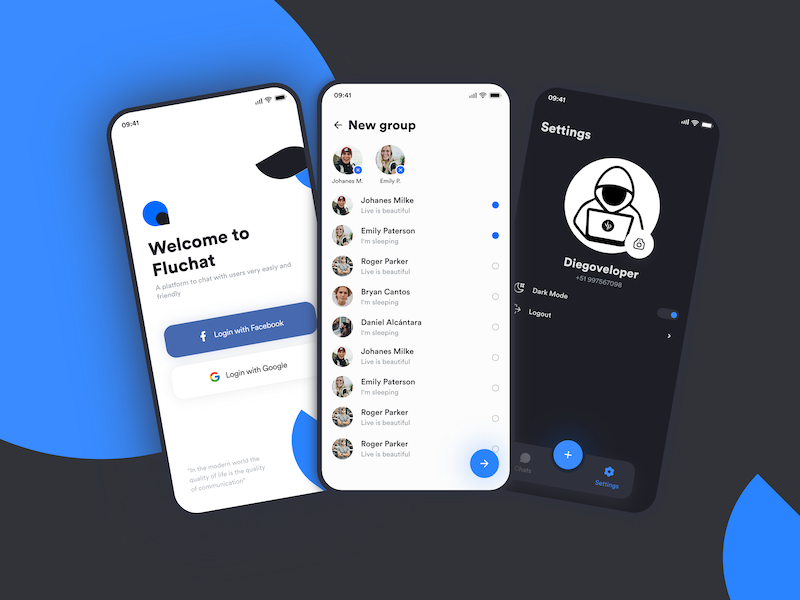 09:41
Welcome to
Fluchat
A platform to chat with users very easly and
friendly
Login with Facebook
Login with Google
"In the modern world the
quality of life is the quality
of communication"
09:41
New group
Johanes M.
Emily P.
Johanes Milke
Live is beautiful
Emily Paterson
I'm sleeping
Roger Parker
Live is beautiful
Bryan Cantos
I'm sleeping
Daniel Alcántara
I'm sleeping
Johanes Milke
Live is beautiful
Emily Paterson
I'm sleeping
Roger Parker
Live is beautiful
Roger Parker
Live is beautiful
09:41
Settings
Diegoveloper
+51 997567098
Dark Mode
Logout
Chats
Settings